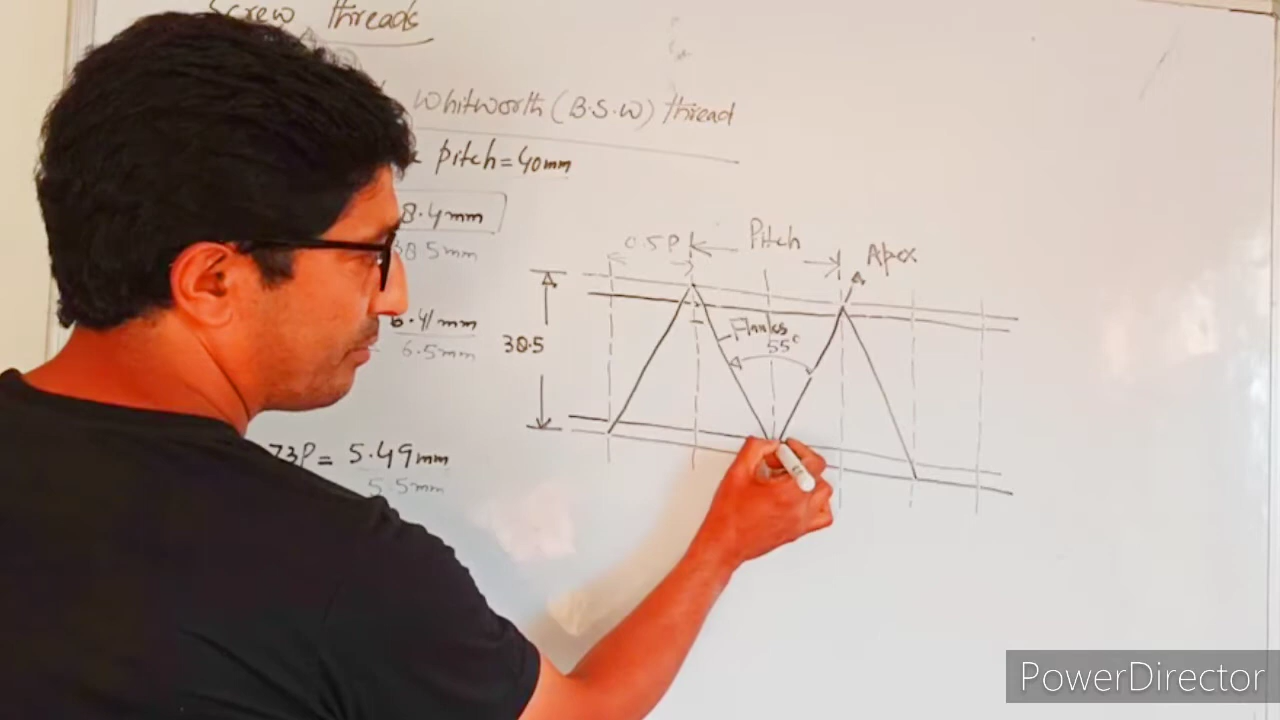 Screw threads
Whitworth (B.S.W) thread
pitch = 40mm
8.4mm
38.5mm
6.41mm
6.5mm
73P = 5.49mm
5.5mm
0.5P
Pitch
Apex
Flanks
55°
38.5
PowerDirector